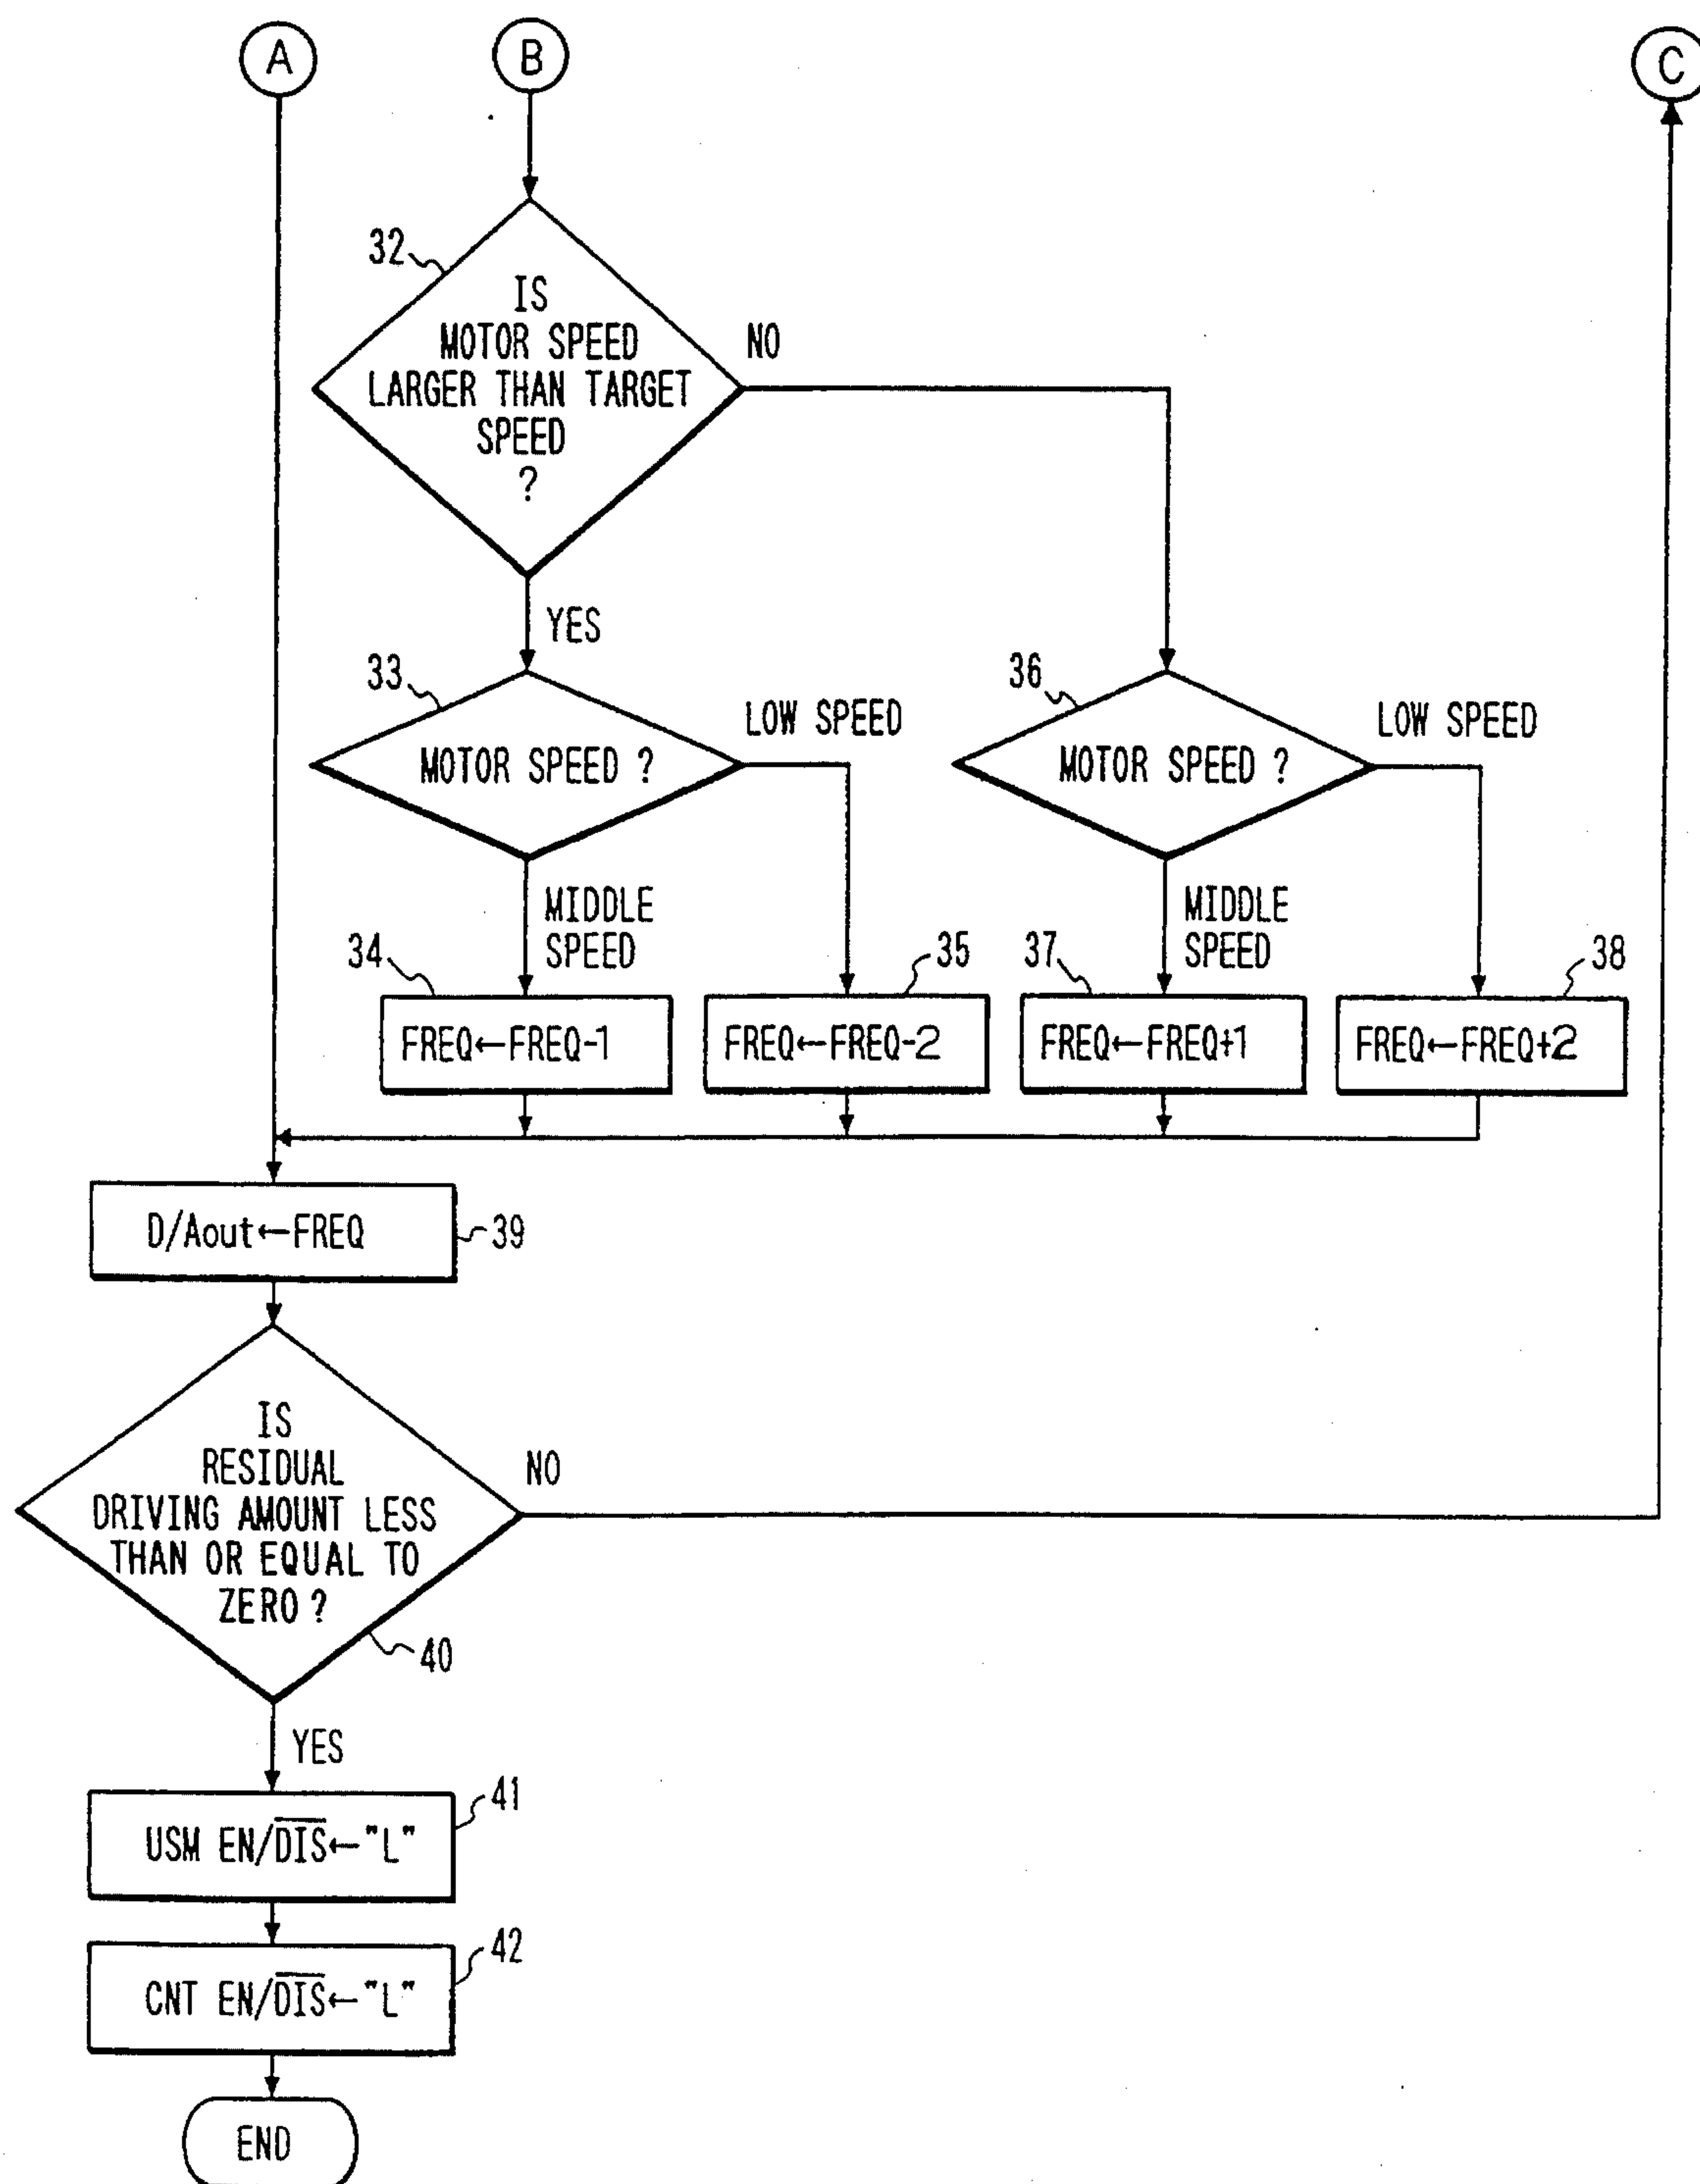 A
B
C
32
IS
MOTOR SPEED
LARGER THAN TARGET
SPEED
?
NO
YES
33
MOTOR SPEED ?
LOW SPEED
36
MOTOR SPEED ?
LOW SPEED
MIDDLE
SPEED
MIDDLE
SPEED
34
FREQ←FREQ-1
35
FREQ←FREQ-2
37
FREQ←FREQ+1
38
FREQ←FREQ+2
D/Aout←FREQ
39
IS
RESIDUAL
DRIVING AMOUNT LESS
THAN OR EQUAL TO
ZERO ?
NO
40
YES
41
USM EN/D̅I̅S̅←"L"
42
CNT EN/D̅I̅S̅←"L"
END